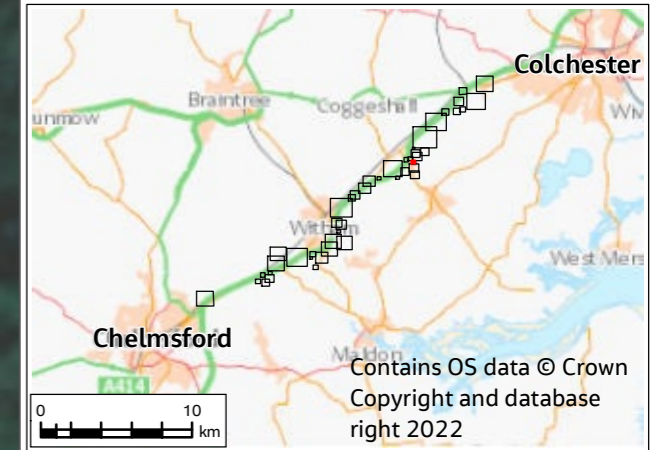 Colchester
Braintree
Coggeshall
unmow
Witham
West Mers
Chelmsford
Maldon
A414
Contains OS data © Crown
Copyright and database
right 2022
0 10
km